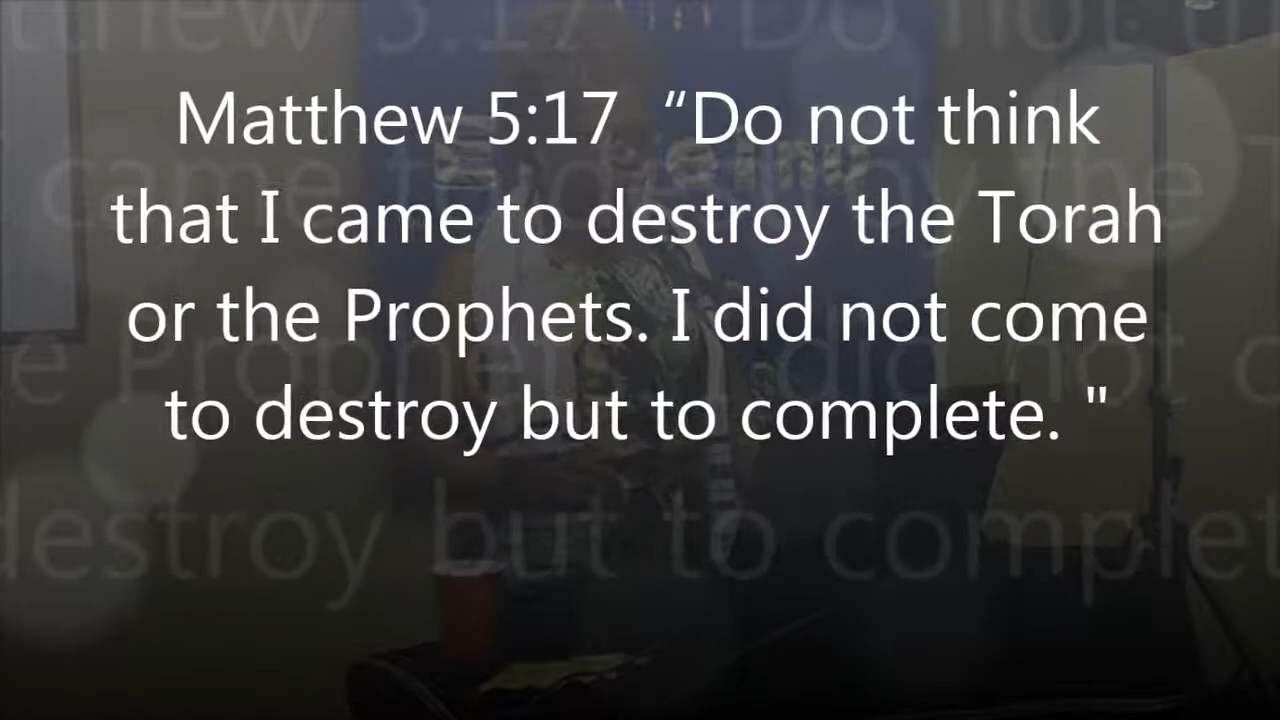 Matthew 5:17  “Do not think
that I came to destroy the Torah
or the Prophets. I did not come
to destroy but to complete. "